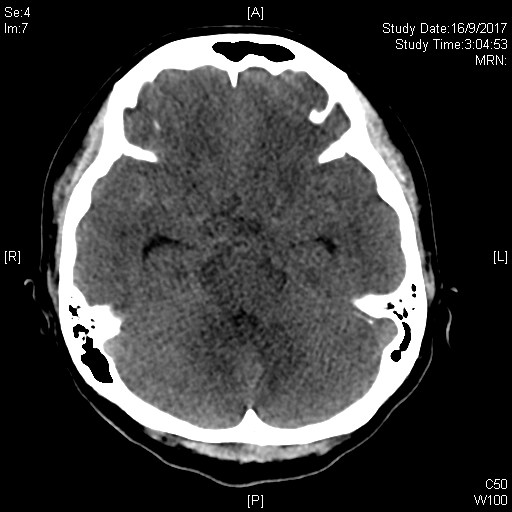 Se:4
Im:7
[A]
Study Date:16/9/2017
Study Time:3:04:53
MRN:
[R]
[L]
[P]
C50
W100